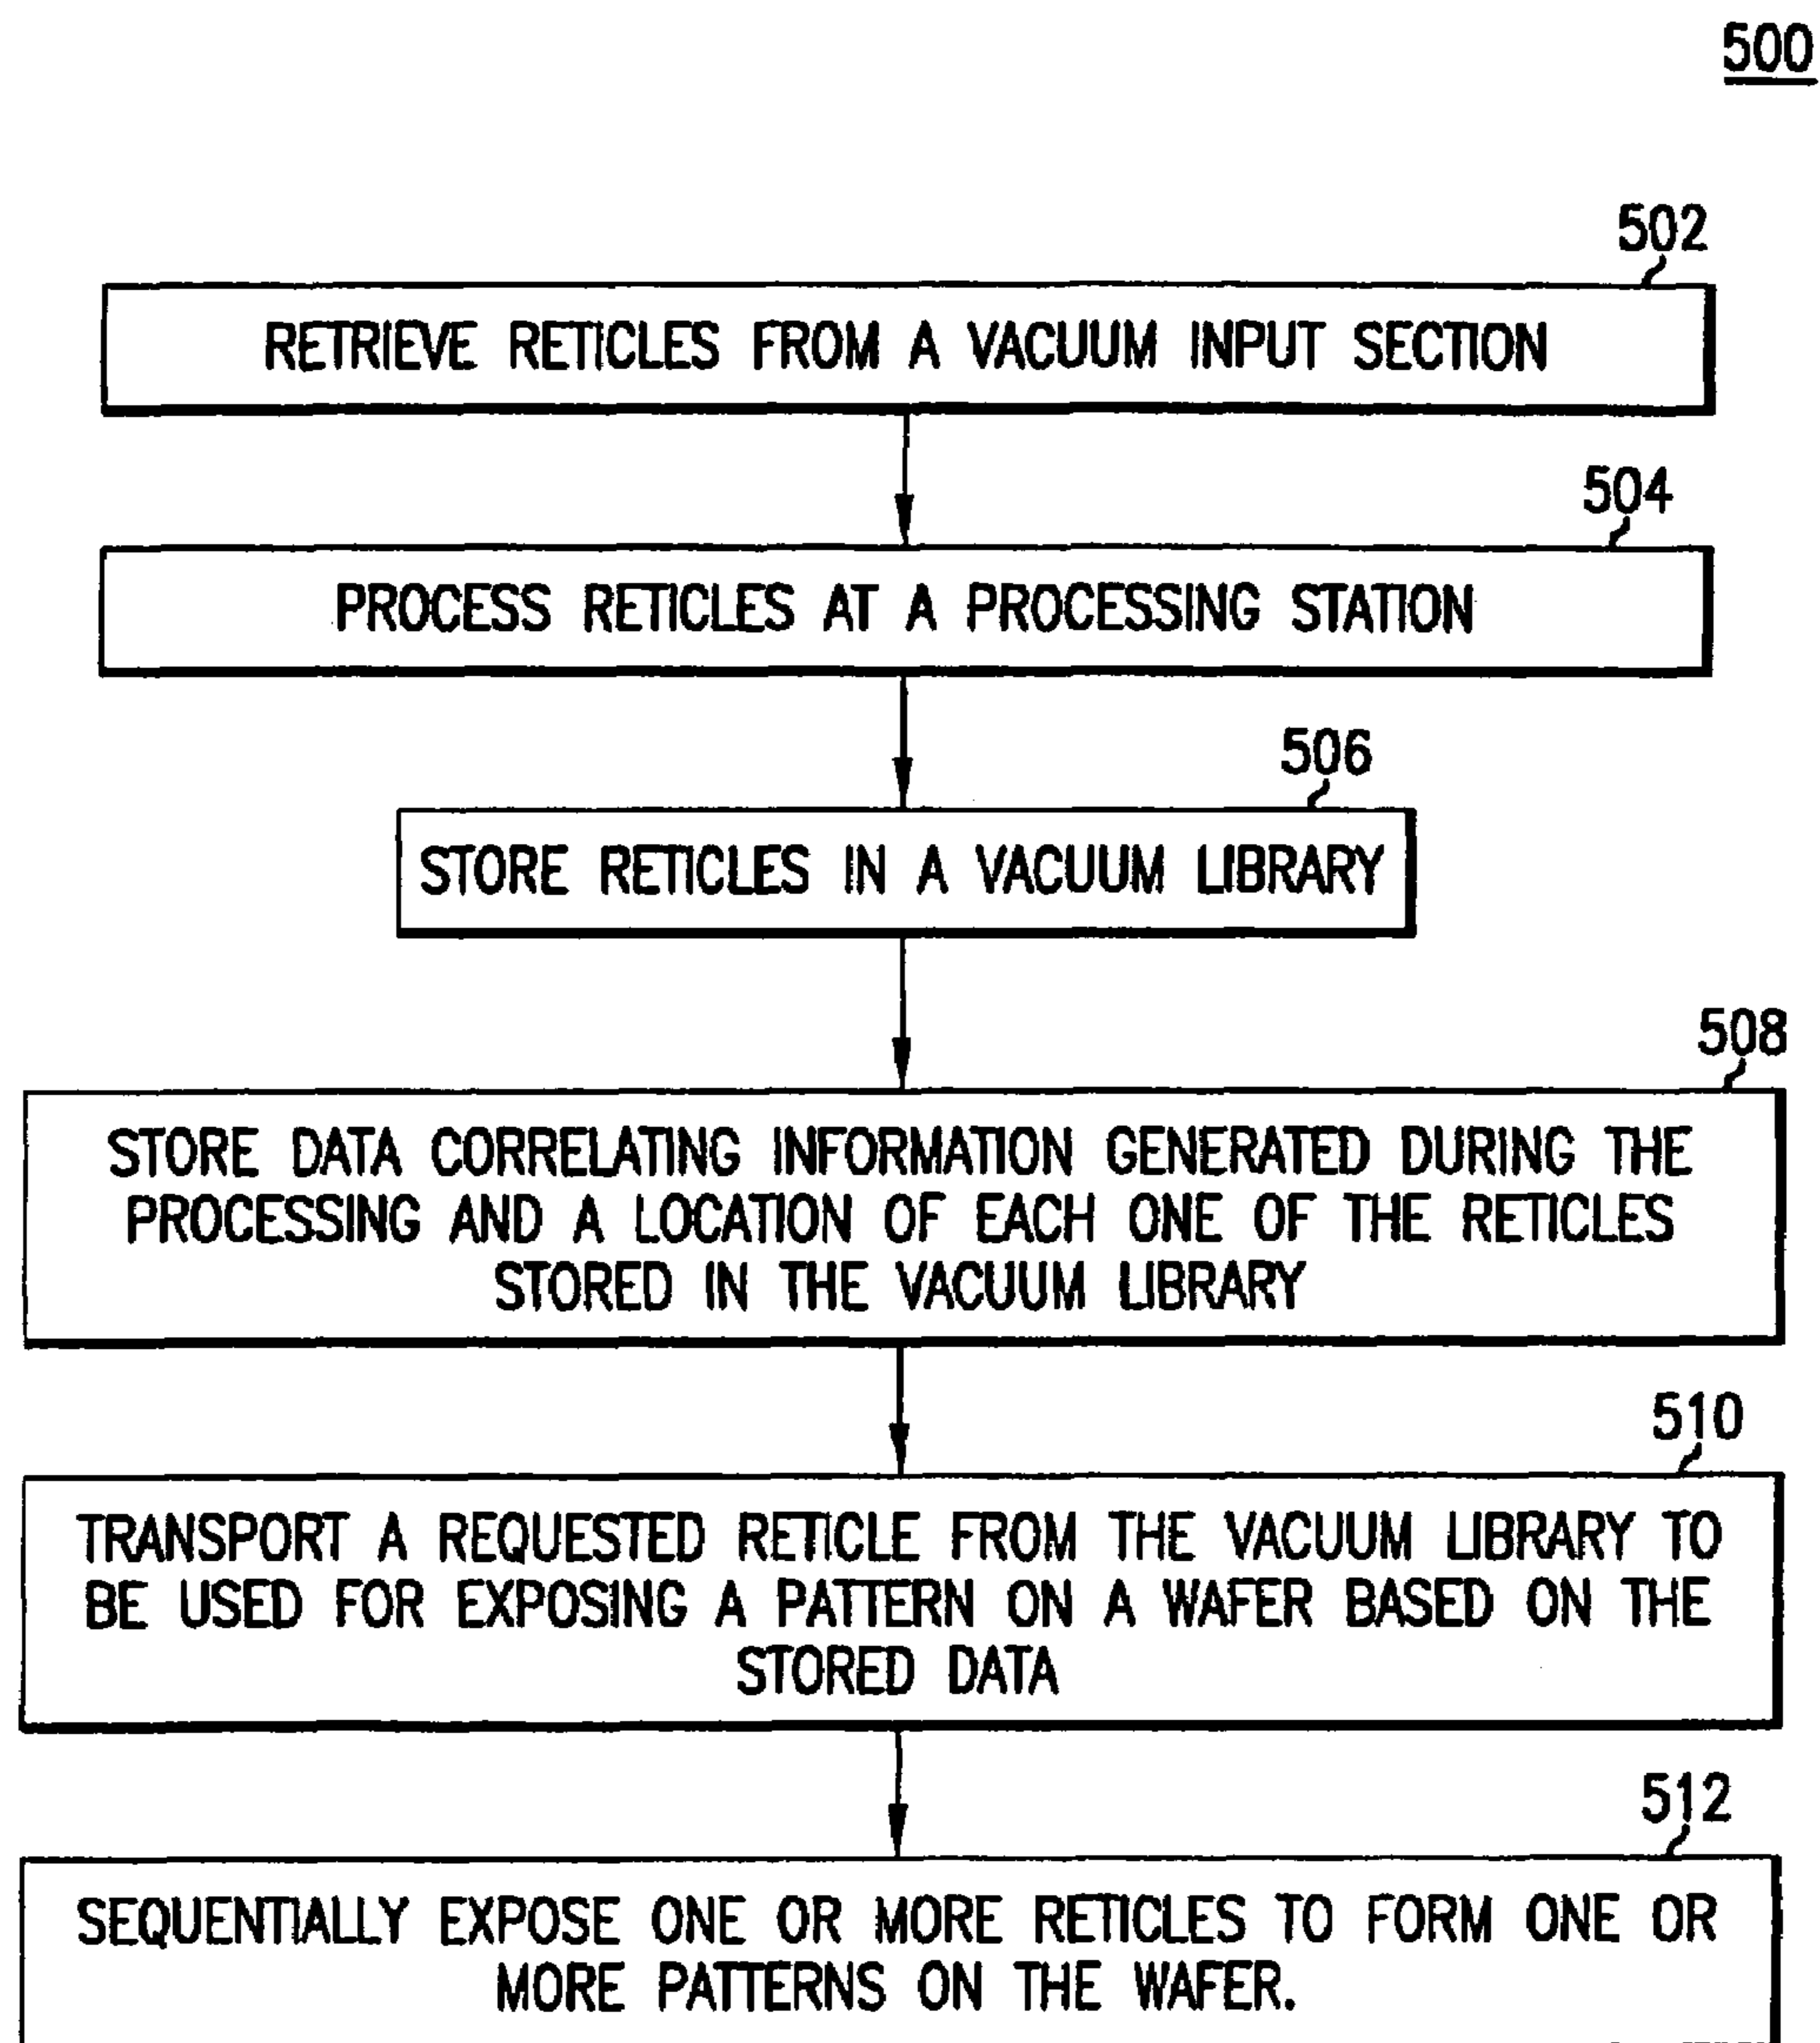 500
502
RETRIEVE RETICLES FROM A VACUUM INPUT SECTION
504
PROCESS RETICLES AT A PROCESSING STATION
506
STORE RETICLES IN A VACUUM LIBRARY
508
STORE DATA CORRELATING INFORMATION GENERATED DURING THE
PROCESSING AND A LOCATION OF EACH ONE OF THE RETICLES
STORED IN THE VACUUM LIBRARY
510
TRANSPORT A REQUESTED RETICLE FROM THE VACUUM LIBRARY TO
BE USED FOR EXPOSING A PATTERN ON A WAFER BASED ON THE
STORED DATA
512
SEQUENTIALLY EXPOSE ONE OR MORE RETICLES TO FORM ONE OR
MORE PATTERNS ON THE WAFER.